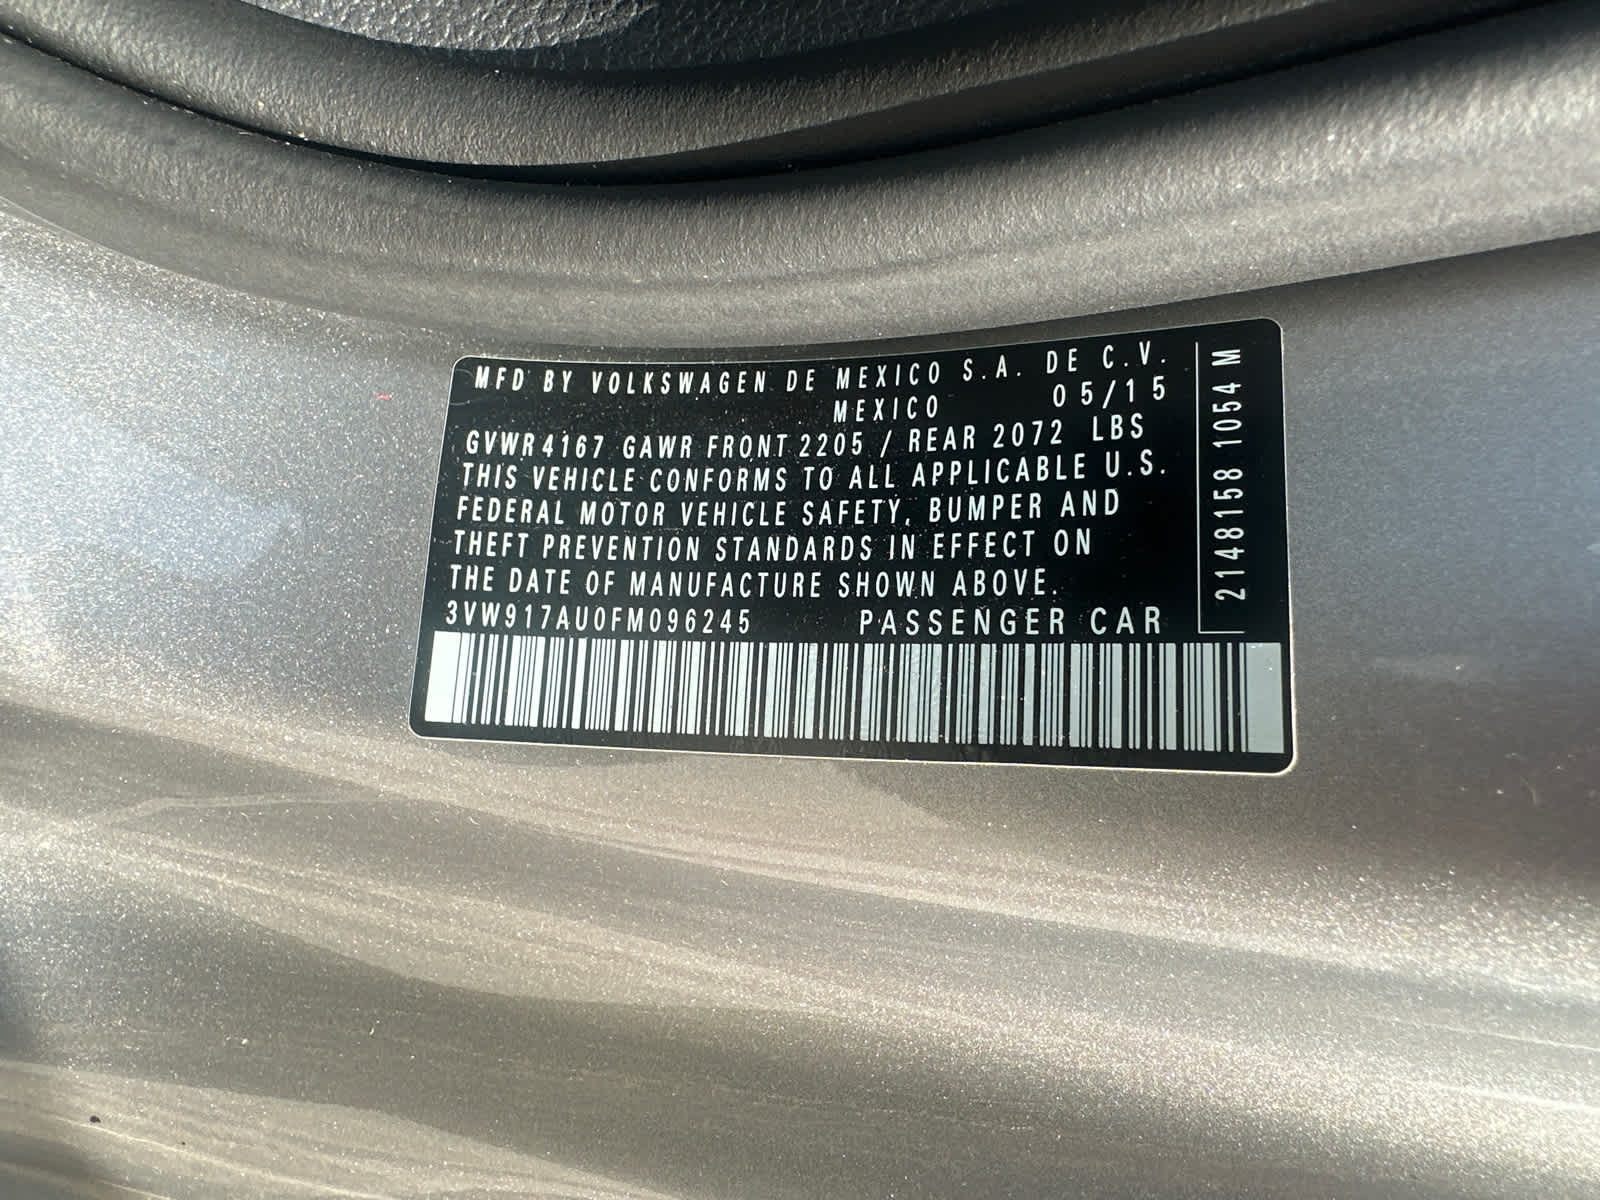 MFD BY VOLKSWAGEN DE MEXICO S.A. DE C.V.
MEXICO 05/15
GVWR 4167 GAWR FRONT 2205 / REAR 2072 LBS
THIS VEHICLE CONFORMS TO ALL APPLICABLE U.S.
FEDERAL MOTOR VEHICLE SAFETY, BUMPER AND
THEFT PREVENTION STANDARDS IN EFFECT ON
THE DATE OF MANUFACTURE SHOWN ABOVE.
3VW917AU0FM096245 PASSENGER CAR
2148158 1054 M